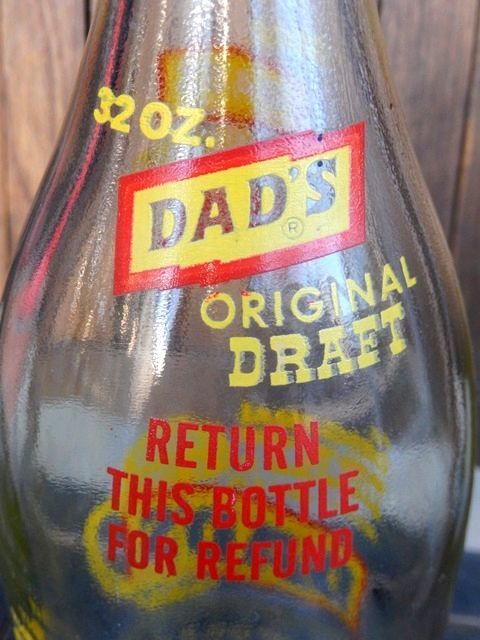 32 OZ.
DAD'S ®
ORIGINAL
DRAFT
RETURN
THIS BOTTLE
FOR REFUND